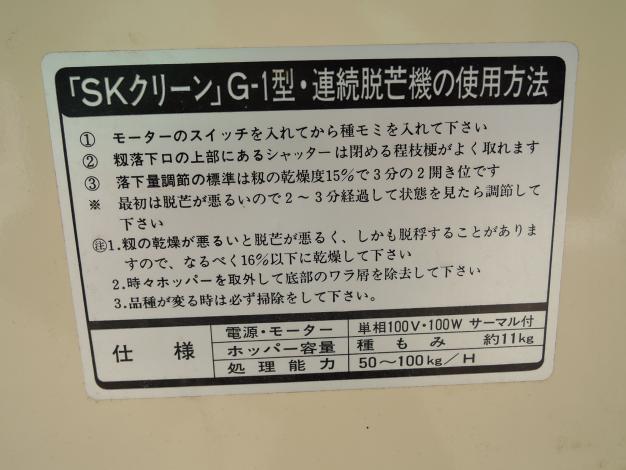 「SKクリーン」G-1型・連続脱芒機の使用方法
① モーターのスイッチを入れてから種モミを入れて下さい
② 籾落下口の上部にあるシャッターは閉める程枝梗がよく取れます
③ 落下量調節の標準は籾の乾燥度15%で3分の2開き位です
※ 最初は脱芒が悪るいので2～3分経過して状態を見たら調節して
下さい
㊟1.籾の乾燥が悪るいと脱芒が悪るく、しかも脱稃することがありま
すので、なるべく16%以下に乾燥して下さい
2.時々ホッパーを取外して底部のワラ屑を除去して下さい
3.品種が変る時は必ず掃除をして下さい。
仕様
電源・モーター 単相100V・100W サーマル付
ホッパー容量 種もみ 約11kg
処理能力 50～100kg/H